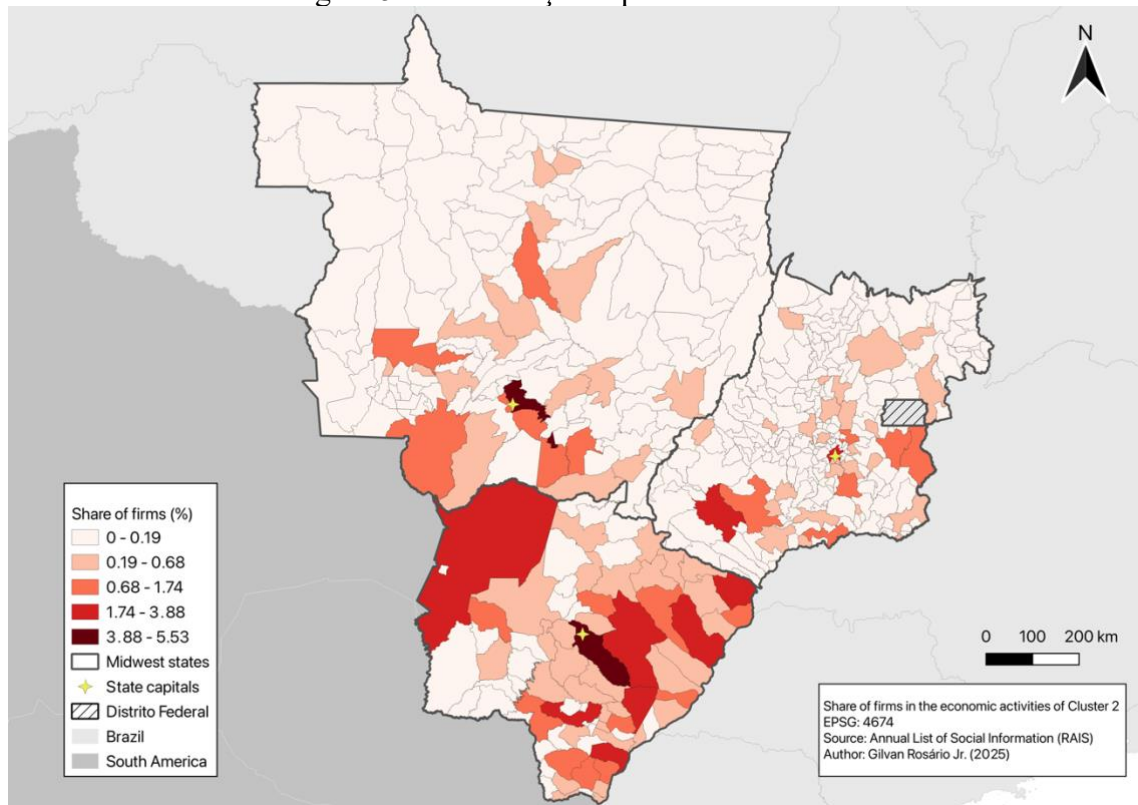 N
Share of firms (%)
0 - 0.19
0.19 - 0.68
0.68 - 1.74
1.74 - 3.88
3.88 - 5.53
Midwest states
State capitals
Distrito Federal
Brazil
South America
0 100 200 km
Share of firms in the economic activities of Cluster 2
EPSG: 4674
Source: Annual List of Social Information (RAIS)
Author: Gilvan Rosário Jr. (2025)